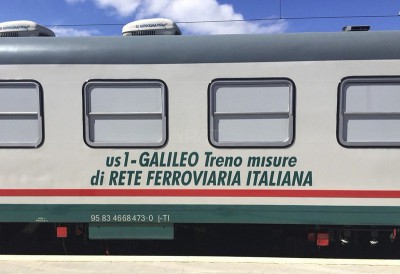 us1-GALILEO Treno misure
di RETE FERROVIARIA ITALIANA
95 83 4668 473-0 (-TI